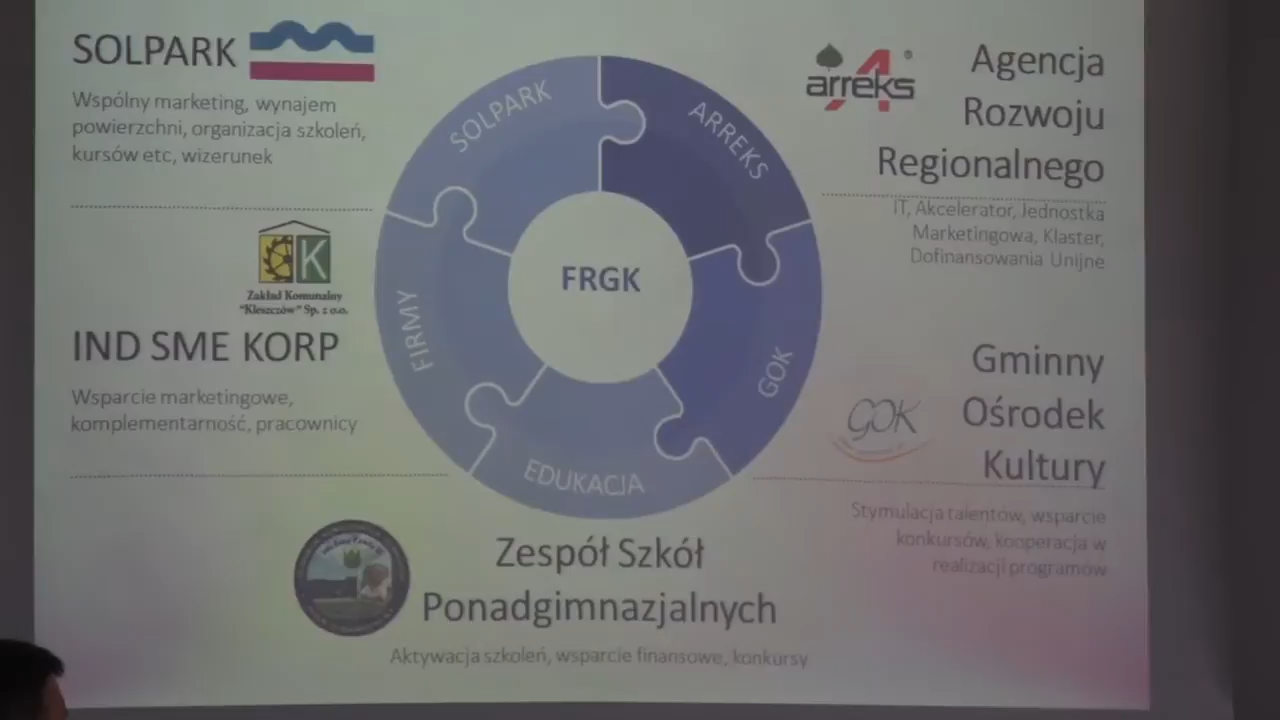 SOLPARK
Wspólny marketing, wynajem
powierzchni, organizacja szkoleń,
kursów etc, wizerunek
K
Zakład Komunalny
"Kleszczów" Sp. z o.o.
IND SME KORP
Wsparcie marketingowe,
komplementarność, pracownicy
SOLPARK
ARREKS
FIRMY
FRGK
GOK
EDUKACJA
arreks ®
Agencja
Rozwoju
Regionalnego
IT, Akcelerator, Jednostka
Marketingowa, Klaster,
Dofinansowania Unijne
GOK
Gminny
Ośrodek
Kultury
Stymulacja talentów, wsparcie
konkursów, kooperacja w
realizacji programów
Zespół Szkół
Ponadgimnazjalnych
Aktywacja szkoleń, wsparcie finansowe, konkursy